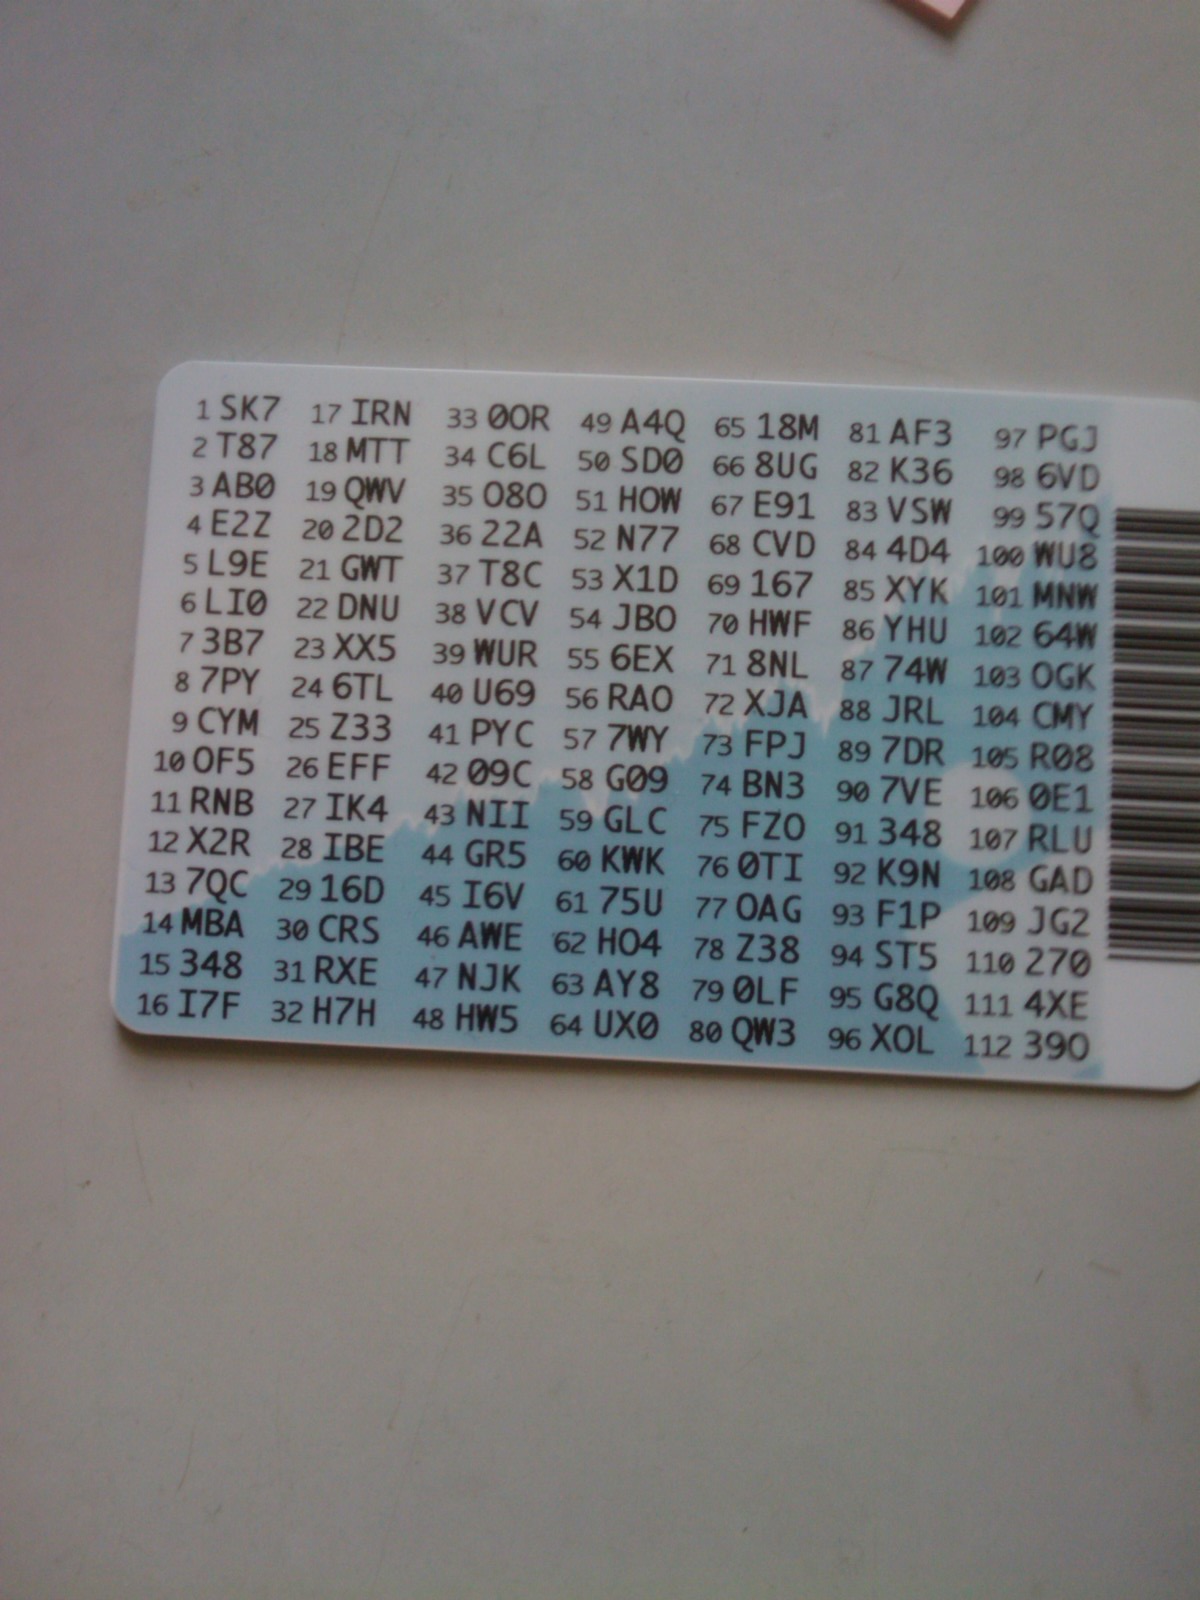 1 SK7 17 IRN 33 0OR 49 A4Q 65 18M 81 AF3 97 PGJ
2 T87 18 MTT 34 C6L 50 SD0 66 8UG 82 K36 98 6VD
3 AB0 19 QWV 35 O8O 51 HOW 67 E91 83 VSW 99 57Q
4 E2Z 20 2D2 36 22A 52 N77 68 CVD 84 4D4 100 WU8
5 L9E 21 GWT 37 T8C 53 X1D 69 167 85 XYK 101 MNW
6 LI0 22 DNU 38 VCV 54 JBO 70 HWF 86 YHU 102 64W
7 3B7 23 XX5 39 WUR 55 6EX 71 8NL 87 74W 103 OGK
8 7PY 24 6TL 40 U69 56 RAO 72 XJA 88 JRL 104 CMY
9 CYM 25 Z33 41 PYC 57 7WY 73 FPJ 89 7DR 105 R08
10 OF5 26 EFF 42 09C 58 G09 74 BN3 90 7VE 106 0E1
11 RNB 27 IK4 43 NII 59 GLC 75 FZO 91 348 107 RLU
12 X2R 28 IBE 44 GR5 60 KWK 76 0TI 92 K9N 108 GAD
13 7QC 29 16D 45 I6V 61 75U 77 OAG 93 F1P 109 JG2
14 MBA 30 CRS 46 AWE 62 HO4 78 Z38 94 ST5 110 270
15 348 31 RXE 47 NJK 63 AY8 79 0LF 95 G8Q 111 4XE
16 I7F 32 H7H 48 HW5 64 UX0 80 QW3 96 XOL 112 39O